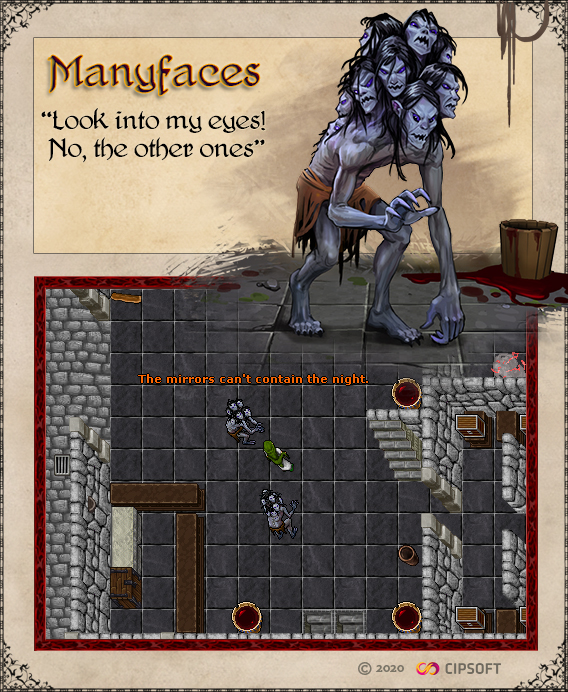 Manyfaces
“Look into my eyes!
No, the other ones”
The mirrors can't contain the night.
© 2020 CIPSOFT